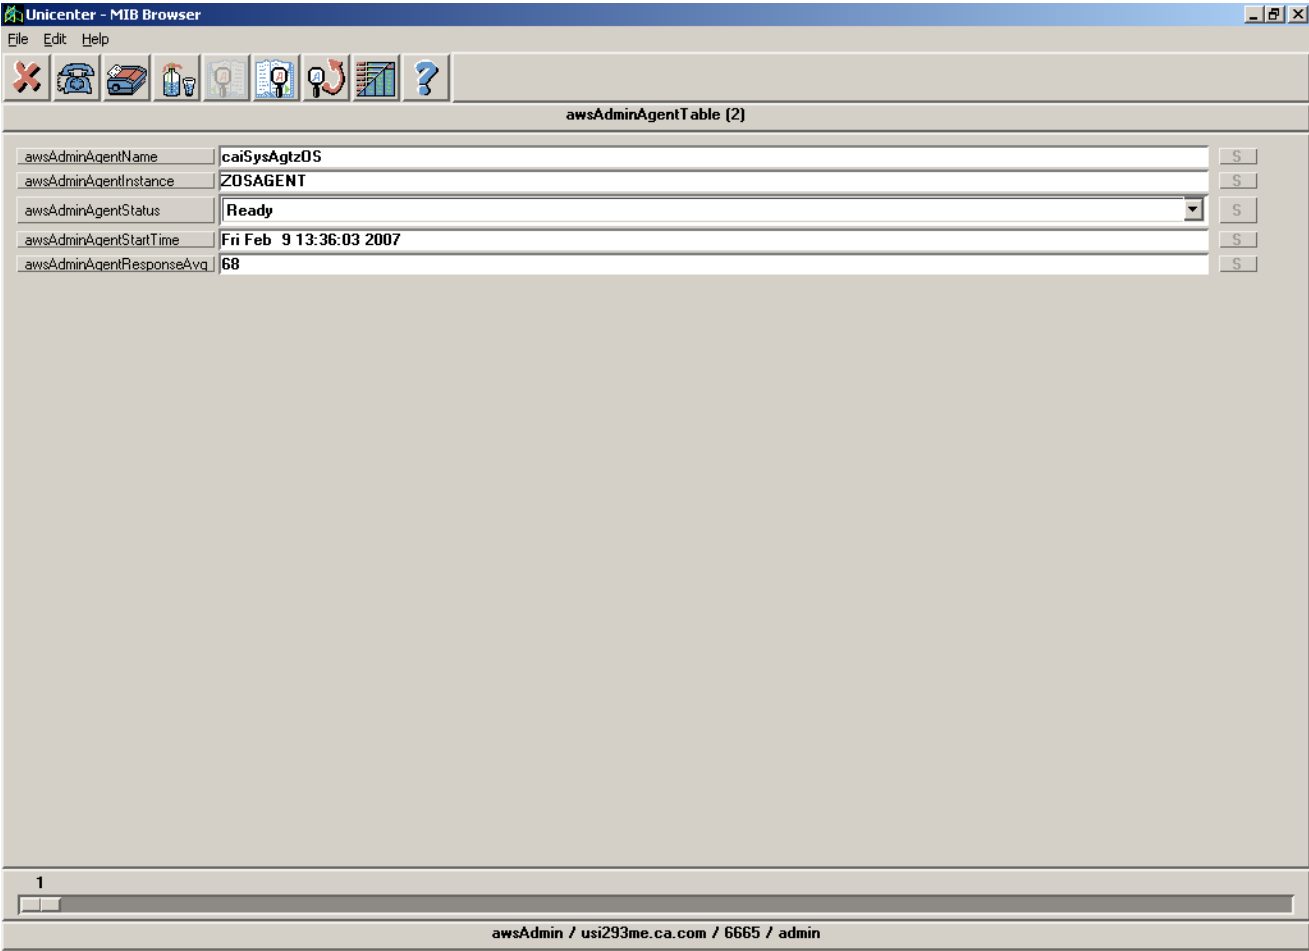 Unicenter - MIB Browser
File Edit Help
awsAdminAgentTable (2)
awsAdminAgentName caiSysAgtzOS S
awsAdminAgentInstance ZOSAGENT S
awsAdminAgentStatus Ready S
awsAdminAgentStartTime Fri Feb 9 13:36:03 2007 S
awsAdminAgentResponseAvg 68 S
1
awsAdmin / usi293me.ca.com / 6665 / admin